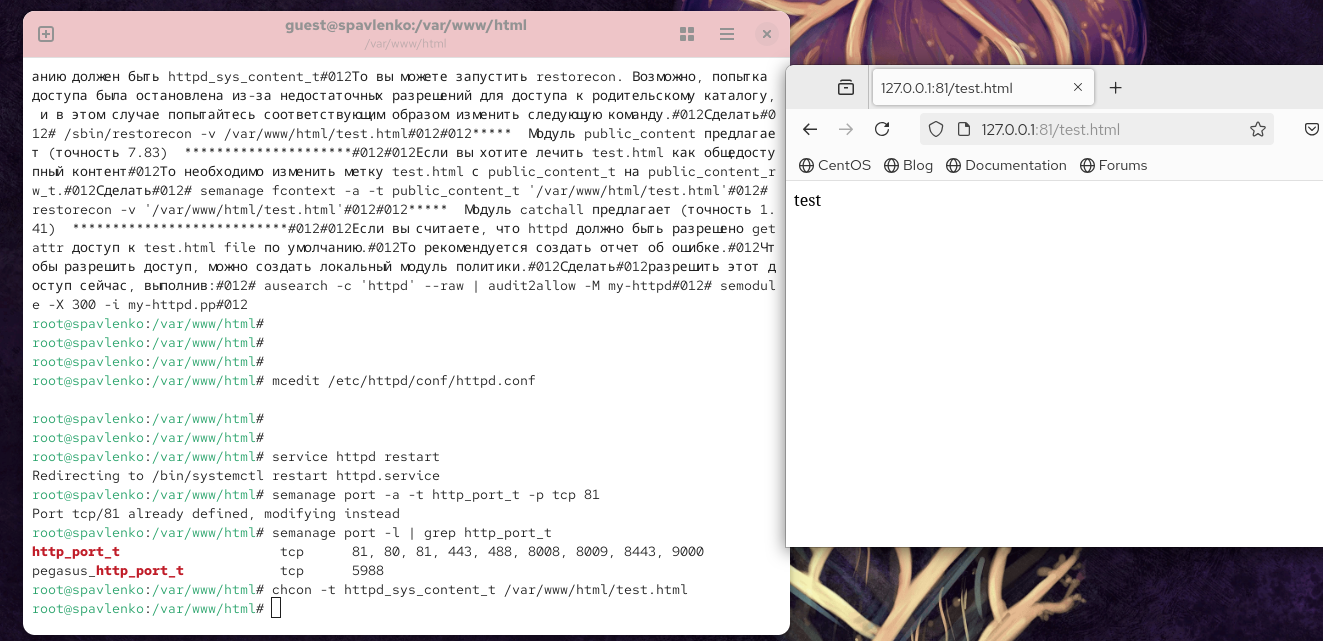 guest@spavlenko:/var/www/html
/var/www/html
анию должен быть httpd_sys_content_t#012То вы можете запустить restorecon. Возможно, попытка
доступа была остановлена из-за недостаточных разрешений для доступа к родительскому каталогу,
и в этом случае попытайтесь соответствующим образом изменить следующую команду.#012Сделать#0
12# /sbin/restorecon -v /var/www/html/test.html#012#012*****  Модуль public_content предлагае
т (точность 7.83)  *********************#012#012Если вы хотите лечить test.html как общедосту
пный контент#012То необходимо изменить метку test.html с public_content_t на public_content_r
w_t.#012Сделать#012# semanage fcontext -a -t public_content_t '/var/www/html/test.html'#012#
restorecon -v '/var/www/html/test.html'#012#012*****  Модуль catchall предлагает (точность 1.
41)  ***************************#012#012Если вы считаете, что httpd должно быть разрешено get
attr доступ к test.html file по умолчанию.#012То рекомендуется создать отчет об ошибке.#012Чт
обы разрешить доступ, можно создать локальный модуль политики.#012Сделать#012разрешить этот д
оступ сейчас, выполнив:#012# ausearch -c 'httpd' --raw | audit2allow -M my-httpd#012# semodul
e -X 300 -i my-httpd.pp#012
root@spavlenko:/var/www/html#
root@spavlenko:/var/www/html#
root@spavlenko:/var/www/html#
root@spavlenko:/var/www/html# mcedit /etc/httpd/conf/httpd.conf
root@spavlenko:/var/www/html#
root@spavlenko:/var/www/html#
root@spavlenko:/var/www/html# service httpd restart
Redirecting to /bin/systemctl restart httpd.service
root@spavlenko:/var/www/html# semanage port -a -t http_port_t -p tcp 81
Port tcp/81 already defined, modifying instead
root@spavlenko:/var/www/html# semanage port -l | grep http_port_t
http_port_t                    tcp      81, 80, 81, 443, 488, 8008, 8009, 8443, 9000
pegasus_http_port_t            tcp      5988
root@spavlenko:/var/www/html# chcon -t httpd_sys_content_t /var/www/html/test.html
root@spavlenko:/var/www/html#
127.0.0.1:81/test.html
127.0.0.1:81/test.html
CentOS Blog Documentation Forums
test